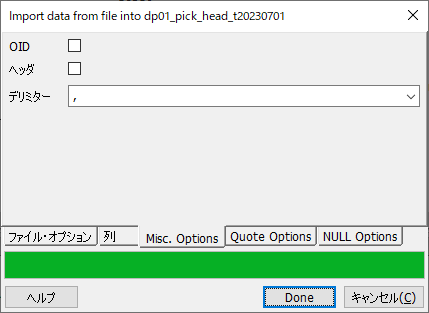 Import data from file into dp01_pick_head_t20230701
OID
ヘッダ
デリミター
,
ファイル・オプション
列
Misc. Options
Quote Options
NULL Options
ヘルプ
Done
キャンセル(C)